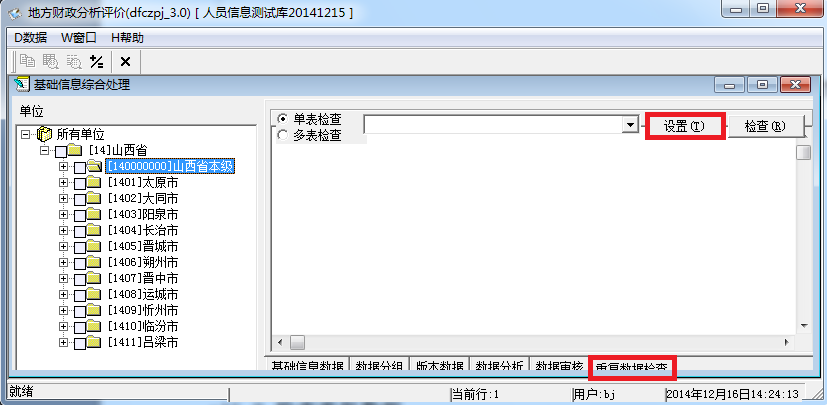 地方财政分析评价(dfczpj_3.0) [ 人员信息测试库20141215 ]
D数据 W窗口 H帮助
基础信息综合处理
单位
所有单位
[14]山西省
[140000000]山西省本级
[1401]太原市
[1402]大同市
[1403]阳泉市
[1404]长治市
[1405]晋城市
[1406]朔州市
[1407]晋中市
[1408]运城市
[1409]忻州市
[1410]临汾市
[1411]吕梁市
单表检查
多表检查
设置(T)
检查(R)
基础信息数据 数据分组 版本数据 数据分析 数据审核 重复数据检查
就绪 当前行:1 用户:bj 2014年12月16日14:24:13